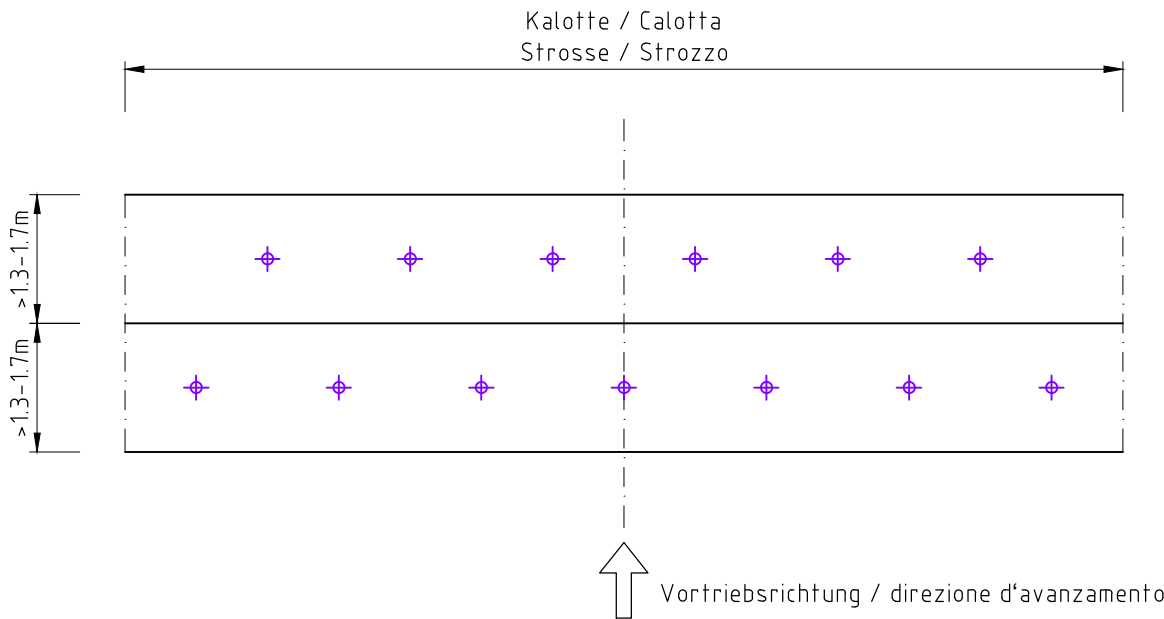 Kalotte / Calotta
Strosse / Strozzo
>1.3-1.7m
>1.3-1.7m
Vortriebsrichtung / direzione d'avanzamento